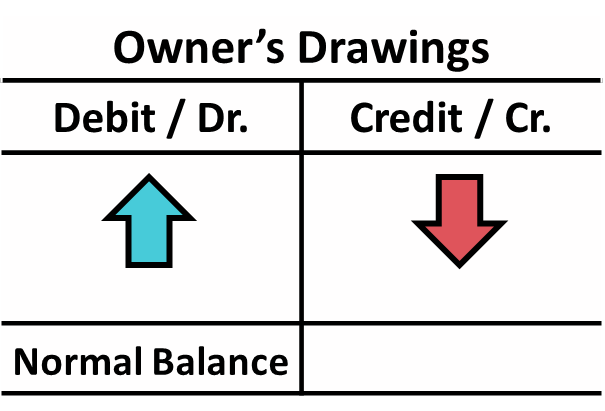 Owner’s Drawings
Debit / Dr.
Credit / Cr.
Normal Balance